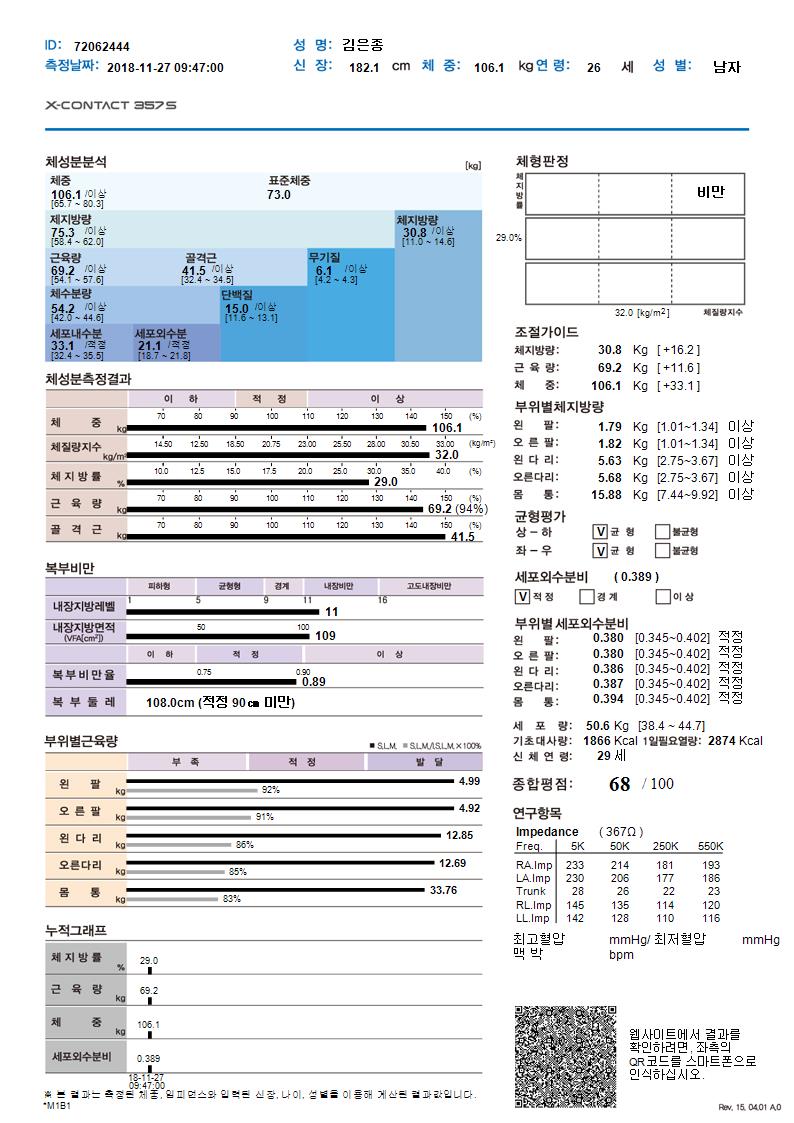 ID: 72062444 성 명: 김은종
측정날짜: 2018-11-27 09:47:00 신 장: 182.1 cm 체 중: 106.1 kg 연 령: 26 세 성 별: 남자
X-CONTACT 357S
체성분분석 [kg]
체중 표준체중
106.1 /이상 73.0
[65.7 ~ 80.3]
제지방량 체지방량
75.3 /이상 30.8 /이상
[58.4 ~ 62.0] [11.0 ~ 14.6]
근육량 골격근 무기질
69.2 /이상 41.5 /이상 6.1 /이상
[54.1 ~ 57.6] [32.4 ~ 34.5] [4.2 ~ 4.3]
체수분량 단백질
54.2 /이상 15.0 /이상
[42.0 ~ 44.6] [11.6 ~ 13.1]
세포내수분 세포외수분
33.1 /적정 21.1 /적정
[32.4 ~ 35.5] [18.7 ~ 21.8]
체성분측정결과
이 하 적 정 이 상
체 중 kg 70 80 90 100 110 120 130 140 150 (%)
106.1
체질량지수 kg/m² 14.50 12.50 18.50 20.75 23.00 25.50 28.00 30.50 33.00 (kg/m²)
32.0
체 지 방 률 % 10.0 12.5 15.0 17.5 20.0 25.0 30.0 35.0 40.0 (%)
29.0
근 육 량 kg 70 80 90 100 110 120 130 140 150 (%)
69.2 (94%)
골 격 근 kg 70 80 90 100 110 120 130 140 150 (%)
41.5
복부비만
피하형 균형형 경계 내장비만 고도내장비만
내장지방레벨 1 5 9 11 16
11
내장지방면적 (VFA[cm²]) 50 100
109
이 하 적 정 이 상
복부비만율 0.75 0.90
0.89
복 부 둘 레 108.0cm (적정 90㎝ 미만)
부위별근육량 ■ S.L.M. ■ S.L.M./I.S.L.M.×100%
부 족 적 정 발 달
왼 팔 kg 4.99
92%
오 른 팔 kg 4.92
91%
왼 다 리 kg 12.85
86%
오른다리 kg 12.69
85%
몸 통 kg 33.76
83%
누적그래프
체 지 방 률 % 29.0
근 육 량 kg 69.2
체 중 kg 106.1
세포외수분비 0.389
18-11-27
09:47:00
※ 본 결과는 측정된 체중, 임피던스와 입력된 신장, 나이, 성별를 이용해 계산된 결과값입니다.
*M1B1
체형판정
체지방률
비만
29.0%
32.0 [kg/m²] 체질량지수
조절가이드
체지방량: 30.8 Kg [ +16.2 ]
근 육 량: 69.2 Kg [ +11.6 ]
체 중: 106.1 Kg [ +33.1 ]
부위별체지방량
왼 팔: 1.79 Kg [1.01~1.34] 이상
오 른 팔: 1.82 Kg [1.01~1.34] 이상
왼 다 리: 5.63 Kg [2.75~3.67] 이상
오른다리: 5.68 Kg [2.75~3.67] 이상
몸 통: 15.88 Kg [7.44~9.92] 이상
균형평가
상 – 하 V 균 형 불균형
좌 – 우 V 균 형 불균형
세포외수분비 ( 0.389 )
V 적 정 경 계 이 상
부위별 세포외수분비
왼 팔: 0.380 [0.345~0.402] 적정
오 른 팔: 0.380 [0.345~0.402] 적정
왼 다 리: 0.386 [0.345~0.402] 적정
오른다리: 0.387 [0.345~0.402] 적정
몸 통: 0.394 [0.345~0.402] 적정
세 포 량: 50.6 Kg [38.4 ~ 44.7]
기초대사량: 1866 Kcal 1일필요열량: 2874 Kcal
신 체 연 령: 29 세
종합평점: 68 / 100
연구항목
Impedance ( 367Ω )
Freq. 5K 50K 250K 550K
RA.Imp 233 214 181 193
LA.Imp 230 206 177 186
Trunk 28 26 22 23
RL.Imp 145 135 114 120
LL.Imp 142 128 110 116
최고혈압 mmHg/ 최저혈압 mmHg
맥 박 bpm
웹사이트에서 결과를
확인하려면, 좌측의
QR코드를 스마트폰으로
인식하십시오.
Rev, 15, 04.01 A.0